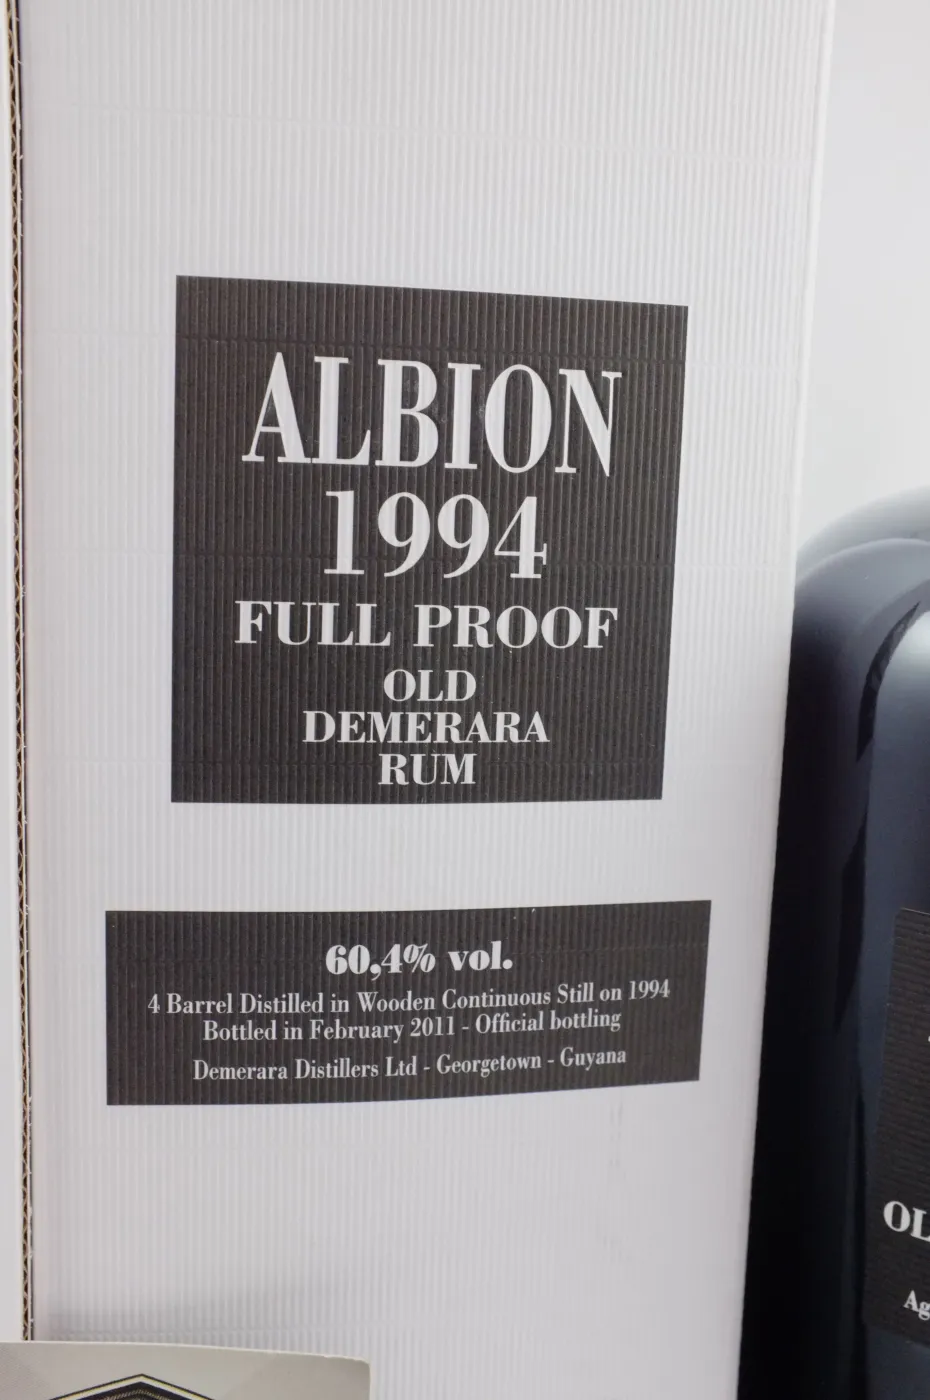 ALBION
1994
FULL PROOF
OLD
DEMERARA
RUM
60,4% vol.
4 Barrel Distilled in Wooden Continuous Still on 1994
Bottled in February 2011 - Official bottling
Demerara Distillers Ltd - Georgetown - Guyana